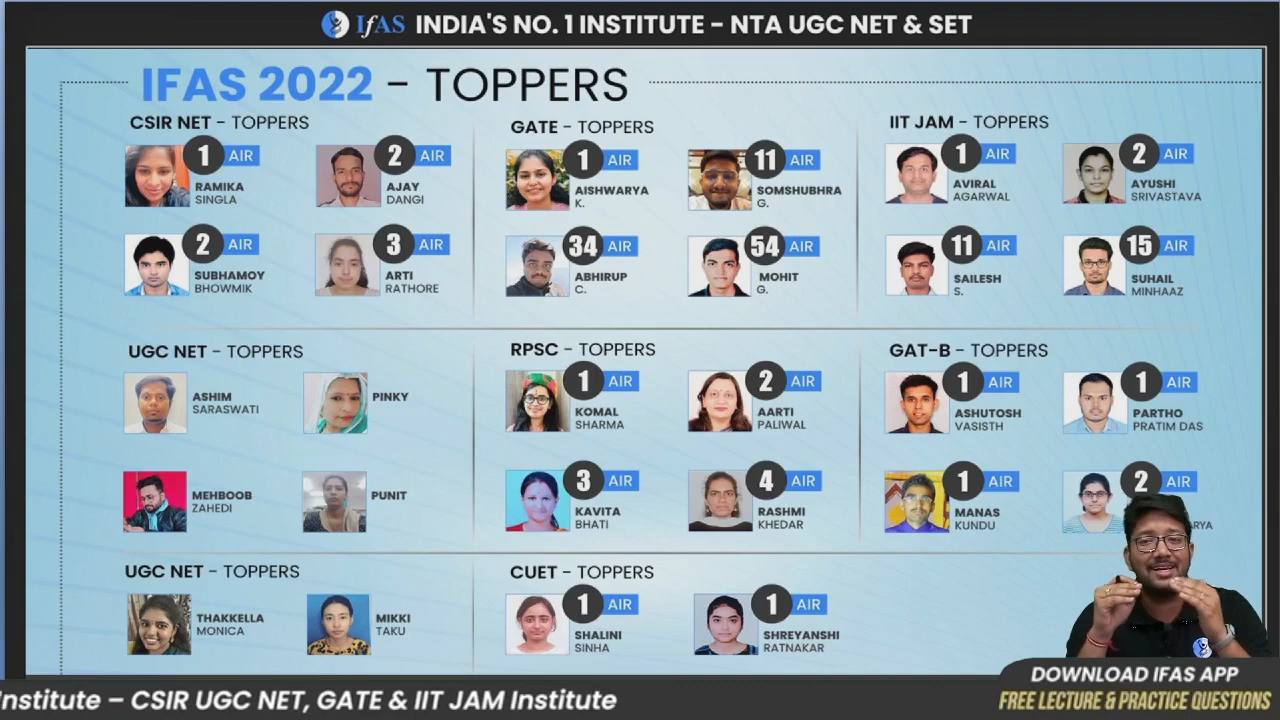 IfAS INDIA'S NO. 1 INSTITUTE - NTA UGC NET & SET
IFAS 2022 - TOPPERS
CSIR NET - TOPPERS
1 AIR
RAMIKA
SINGLA
2 AIR
AJAY
DANGI
2 AIR
SUBHAMOY
BHOWMIK
3 AIR
ARTI
RATHORE
GATE - TOPPERS
1 AIR
AISHWARYA
K.
11 AIR
SOMSHUBHRA
G.
34 AIR
ABHIRUP
C.
54 AIR
MOHIT
G.
IIT JAM - TOPPERS
1 AIR
AVIRAL
AGARWAL
2 AIR
AYUSHI
SRIVASTAVA
11 AIR
SAILESH
S.
15 AIR
SUHAIL
MINHAAZ
UGC NET - TOPPERS
ASHIM
SARASWATI
PINKY
MEHBOOB
ZAHEDI
PUNIT
RPSC - TOPPERS
1 AIR
KOMAL
SHARMA
2 AIR
AARTI
PALIWAL
3 AIR
KAVITA
BHATI
4 AIR
RASHMI
KHEDAR
GAT-B - TOPPERS
1 AIR
ASHUTOSH
VASISTH
1 AIR
PARTHO
PRATIM DAS
1 AIR
MANAS
KUNDU
2 AIR
UGC NET - TOPPERS
THAKKELLA
MONICA
MIKKI
TAKU
CUET - TOPPERS
1 AIR
SHALINI
SINHA
1 AIR
SHREYANSHI
RATNAKAR
DOWNLOAD IFAS APP
FREE LECTURE & PRACTICE QUESTIONS
nstitute – CSIR UGC NET, GATE & IIT JAM Institute